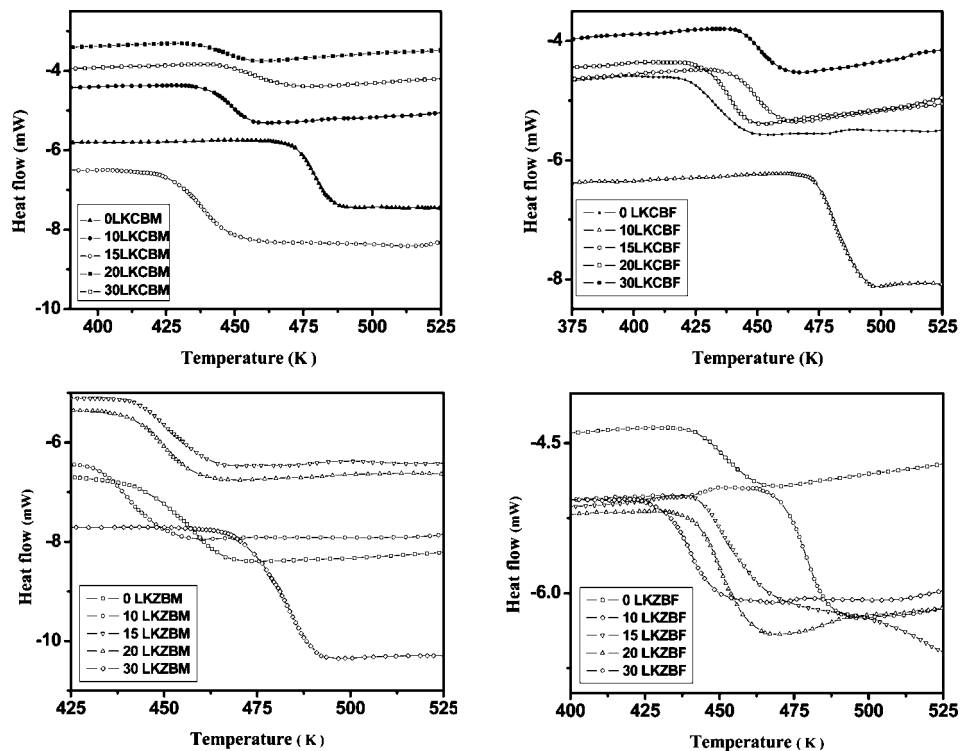 Heat flow (mW)
-4
-6
-8
-10
0LKCBM
10LKCBM
15LKCBM
20LKCBM
30LKCBM
400 425 450 475 500 525
Temperature (K)
Heat flow (mW)
-4
-6
-8
0 LKCBF
10LKCBF
15LKCBF
20LKCBF
30LKCBF
375 400 425 450 475 500 525
Temperature (K)
Heat flow (mW)
-6
-8
-10
0 LKZBM
10 LKZBM
15 LKZBM
20 LKZBM
30 LKZBM
425 450 475 500 525
Temperature (K)
Heat flow (mW)
-4.5
-6.0
0 LKZBF
10 LKZBF
15 LKZBF
20 LKZBF
30 LKZBF
400 425 450 475 500 525
Temperature (K)